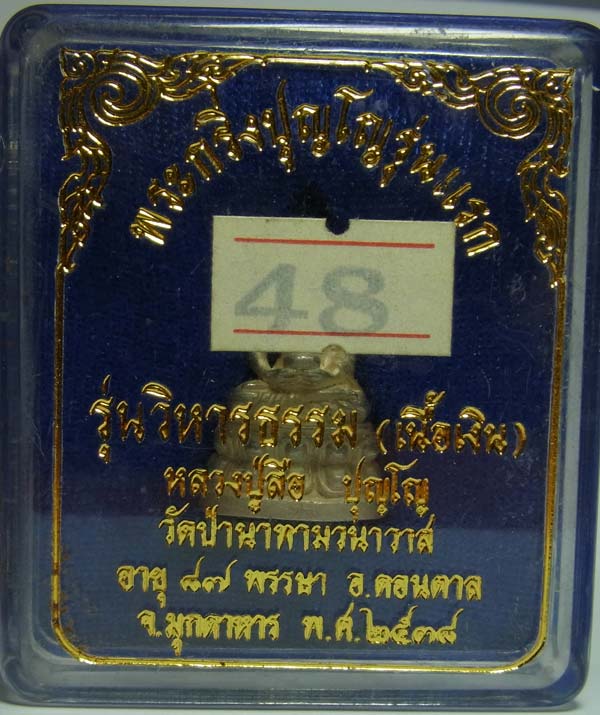 พระกริ่งปุญโญรุ่นแรก
48
รุ่นวิหารธรรม (เนื้อเงิน)
หลวงปู่สือ ปุญโญ
วัดป่านาทามวนาวาส
อายุ ๘๗ พรรษา อ.ดอนตาล
จ.มุกดาหาร พ.ศ.๒๕๓๘